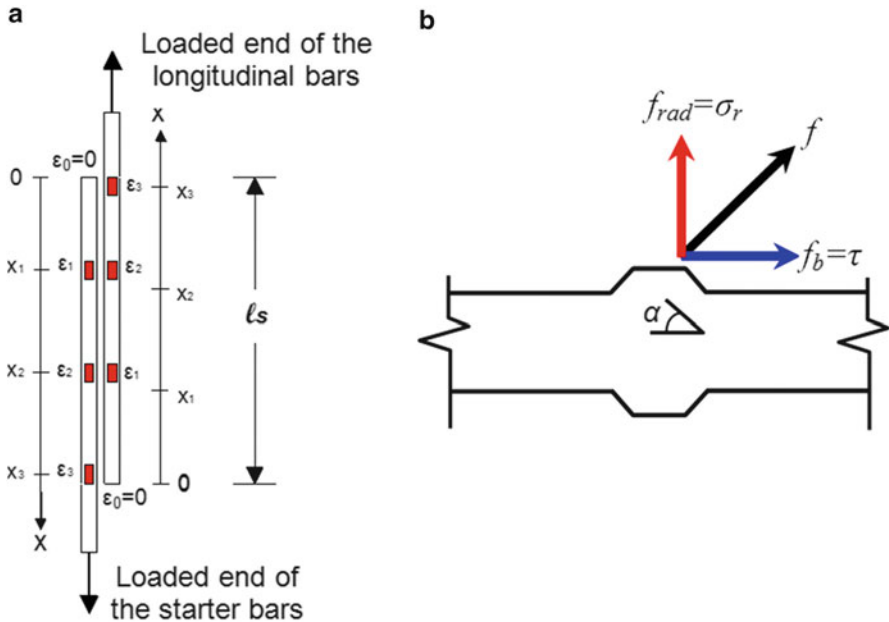 a
Loaded end of the
longitudinal bars
x
ε₀=0
0
ε₃
x₃
x₁
ε₁
ε₂
x₂
ℓs
x₂
ε₂
ε₁
x₁
x₃
ε₃
0
ε₀=0
X
Loaded end of
the starter bars
b
f_rad=σ_r
f
f_b=τ
α